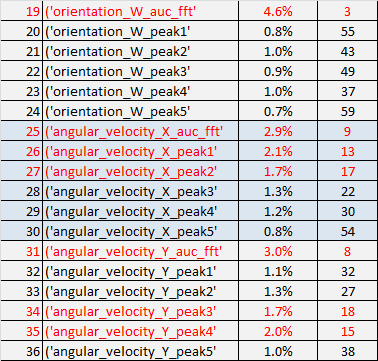 19 ('orientation_W_auc_fft' 4.6% 3
20 ('orientation_W_peak1' 0.8% 55
21 ('orientation_W_peak2' 1.0% 43
22 ('orientation_W_peak3' 0.9% 49
23 ('orientation_W_peak4' 1.0% 37
24 ('orientation_W_peak5' 0.7% 59
25 ('angular_velocity_X_auc_fft' 2.9% 9
26 ('angular_velocity_X_peak1' 2.1% 13
27 ('angular_velocity_X_peak2' 1.7% 17
28 ('angular_velocity_X_peak3' 1.3% 22
29 ('angular_velocity_X_peak4' 1.2% 30
30 ('angular_velocity_X_peak5' 0.8% 54
31 ('angular_velocity_Y_auc_fft' 3.0% 8
32 ('angular_velocity_Y_peak1' 1.1% 32
33 ('angular_velocity_Y_peak2' 1.3% 27
34 ('angular_velocity_Y_peak3' 1.7% 18
35 ('angular_velocity_Y_peak4' 2.0% 15
36 ('angular_velocity_Y_peak5' 1.0% 38